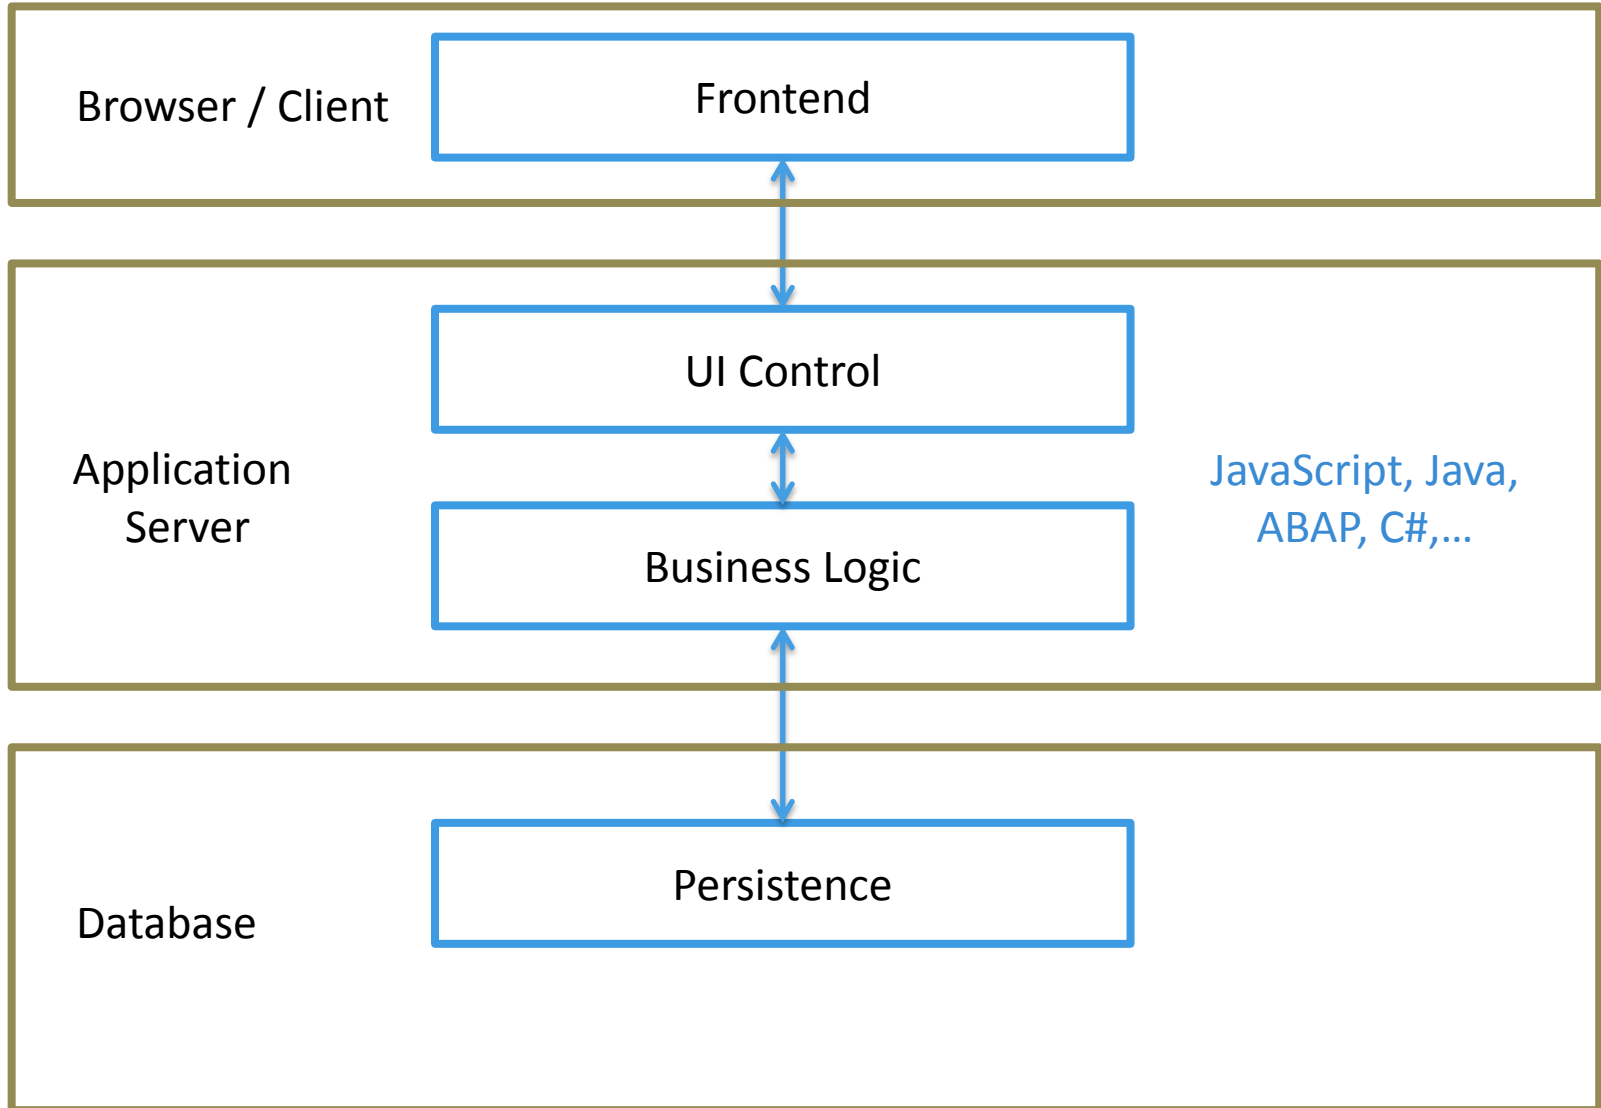 Browser / Client
Frontend
UI Control
Application
Server
JavaScript, Java,
ABAP, C#,...
Business Logic
Persistence
Database